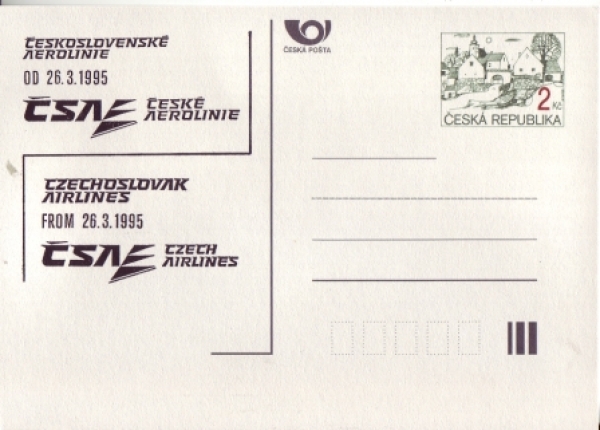 ČESKOSLOVENSKÉ
AEROLINIE
OD 26.3.1995
ČSA ČESKÉ
AEROLINIE
CZECHOSLOVAK
AIRLINES
FROM 26.3.1995
ČSA CZECH
AIRLINES
ČESKÁ POŠTA
2 Kč
ČESKÁ REPUBLIKA